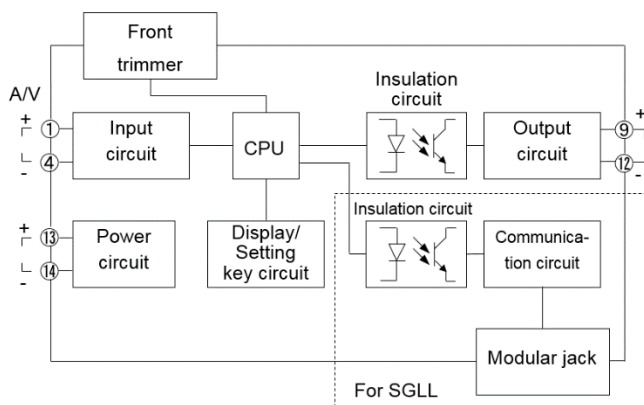 Front
trimmer
A/V
Insulation
circuit
+
①
④
-
Input
circuit
CPU
Output
circuit
⑨
+
⑫
-
+
⑬
⑭
-
Power
circuit
Display/
Setting
key circuit
Insulation circuit
Communica-
tion circuit
Modular jack
For SGLL